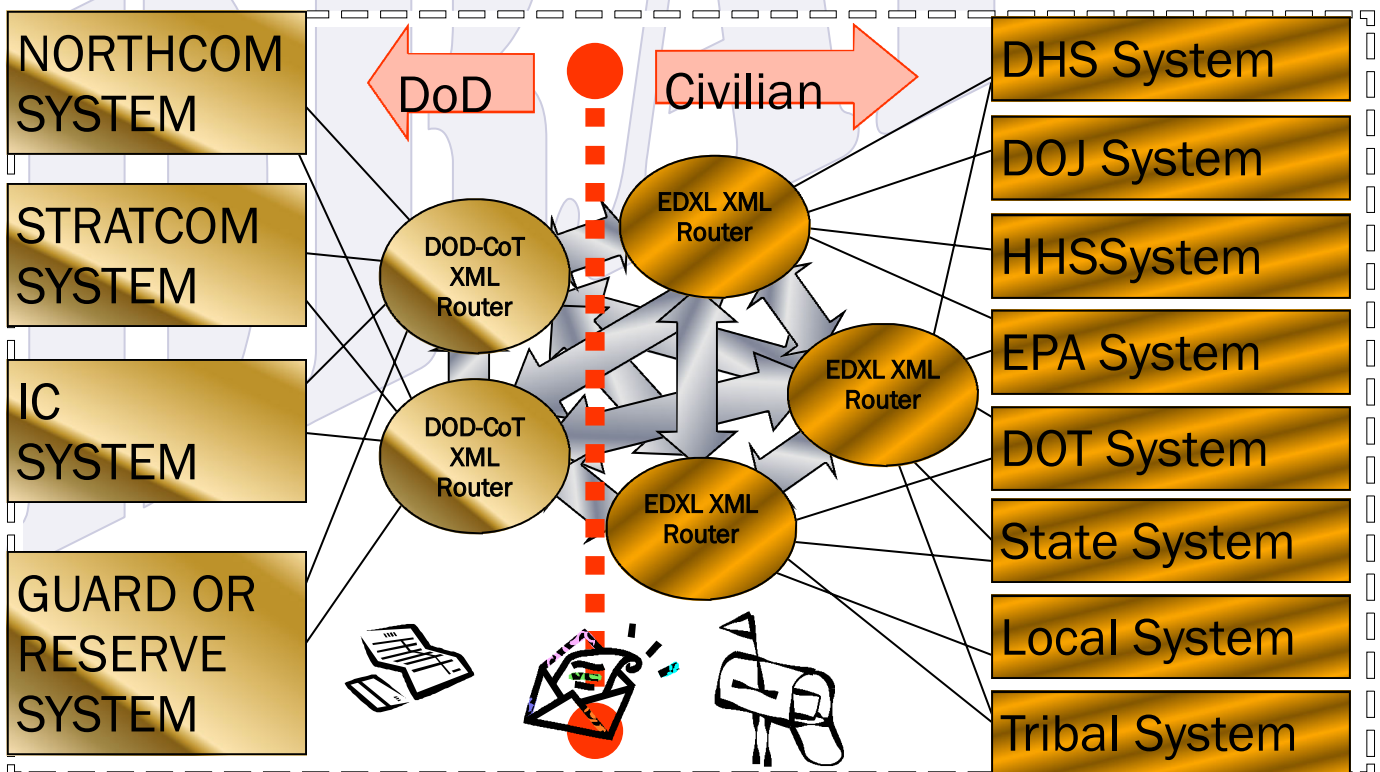 NORTHCOM
SYSTEM
STRATCOM
SYSTEM
IC
SYSTEM
GUARD OR
RESERVE
SYSTEM
DoD
Civilian
DOD-CoT
XML
Router
DOD-CoT
XML
Router
EDXL XML
Router
EDXL XML
Router
EDXL XML
Router
DHS System
DOJ System
HHSSystem
EPA System
DOT System
State System
Local System
Tribal System